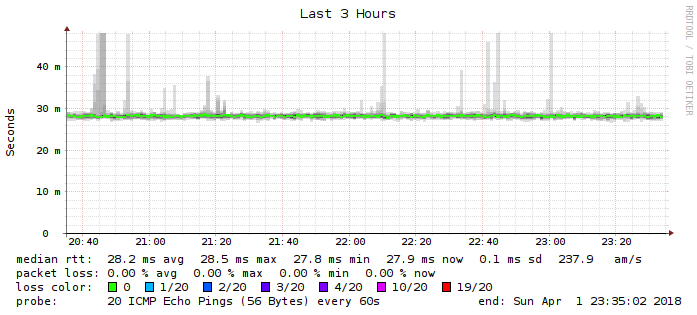 Last 3 Hours
RRDTOOL / TOBI OETIKER
Seconds
40 m
30 m
20 m
10 m
0
20:40 21:00 21:20 21:40 22:00 22:20 22:40 23:00 23:20
median rtt: 28.2 ms avg 28.5 ms max 27.8 ms min 27.9 ms now 0.1 ms sd 237.9 am/s
packet loss: 0.00 % avg 0.00 % max 0.00 % min 0.00 % now
loss color: 0 1/20 2/20 3/20 4/20 10/20 19/20
probe: 20 ICMP Echo Pings (56 Bytes) every 60s end: Sun Apr 1 23:35:02 2018